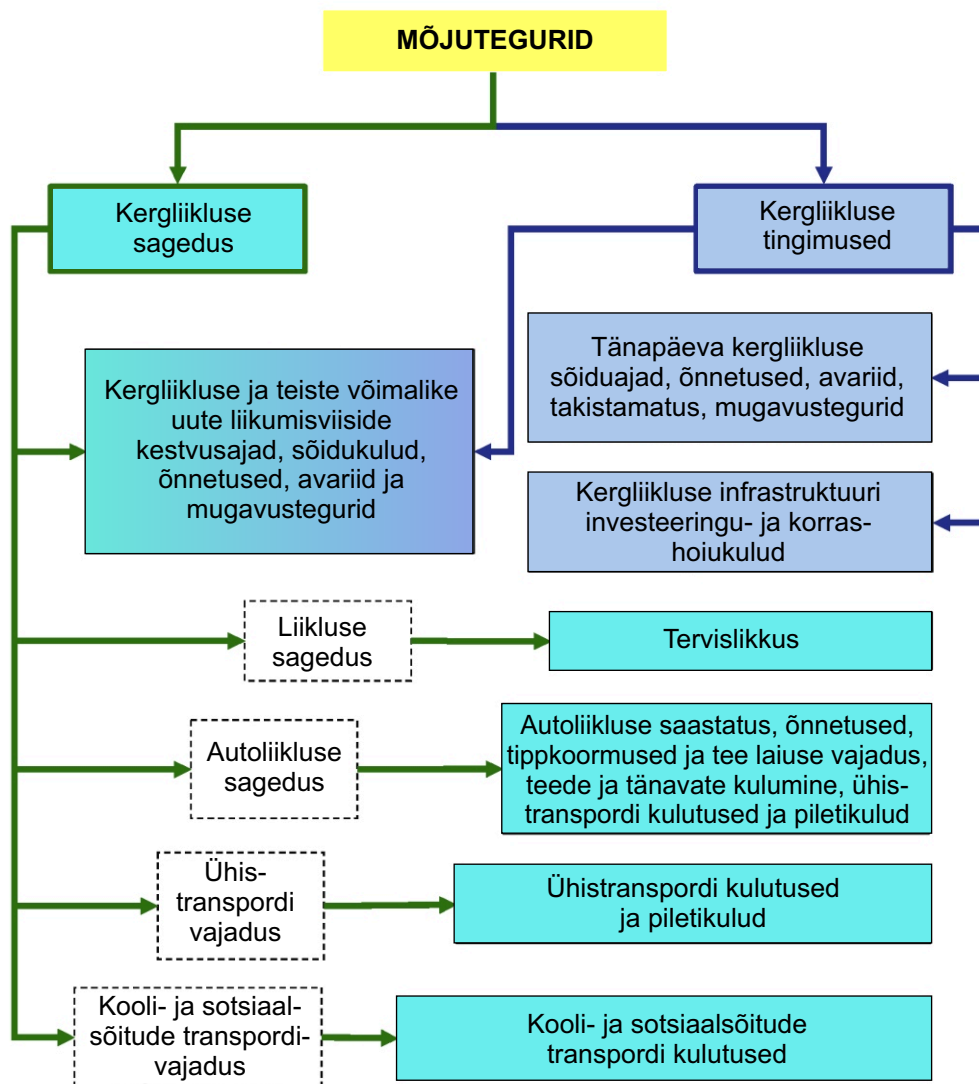 MÕJUTEGURID
Kergliikluse
sagedus
Kergliikluse
tingimused
Tänapäeva kergliikluse
sõiduajad, õnnetused, avariid,
takistamatus, mugavustegurid
Kergliikluse ja teiste võimalike
uute liikumisviiside
kestvusajad, sõidukulud,
õnnetused, avariid ja
mugavustegurid
Kergliikluse infrastruktuuri
investeeringu- ja korras-
hoiukulud
Liikluse
sagedus
Tervislikkus
Autoliikluse
sagedus
Autoliikluse saastatus, õnnetused,
tippkoormused ja tee laiuse vajadus,
teede ja tänavate kulumine, ühis-
transpordi kulutused ja piletikulud
Ühis-
transpordi
vajadus
Ühistranspordi kulutused
ja piletikulud
Kooli- ja sotsiaal-
sõitude transpordi-
vajadus
Kooli- ja sotsiaalsõitude
transpordi kulutused